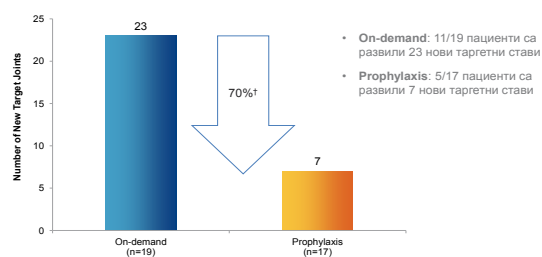 25
20
15
10
5
0
Number of New Target Joints
23
70%†
7
On-demand
(n=19)
Prophylaxis
(n=17)
• On-demand: 11/19 пациенти са
развили 23 нови таргетни стави
• Prophylaxis: 5/17 пациенти са
развили 7 нови таргетни стави